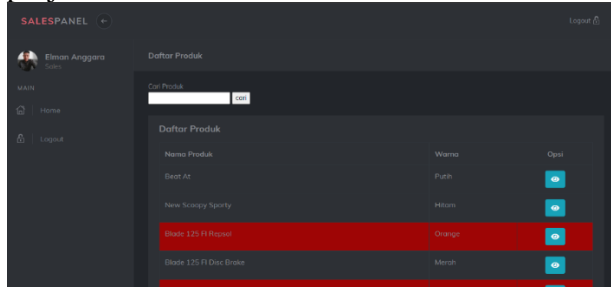 SALESPANEL
Logout
Elman Anggara
Sales
Daftar Produk
MAIN
Home
Logout
Cari Produk
cari
Daftar Produk
Nama Produk Warna Opsi
Beat At Putih
New Scoopy Sporty Hitam
Blade 125 FI Repsol Orange
Blade 125 FI Disc Brake Merah